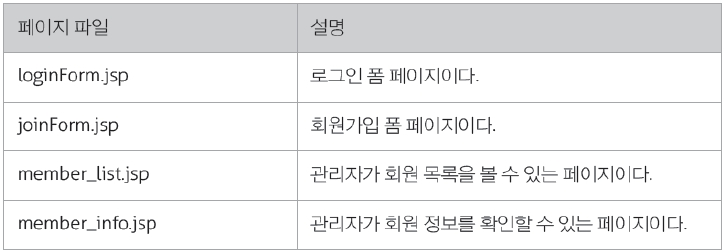 페이지 파일 설명
loginForm.jsp 로그인 폼 페이지이다.
joinForm.jsp 회원가입 폼 페이지이다.
member_list.jsp 관리자가 회원 목록을 볼 수 있는 페이지이다.
member_info.jsp 관리자가 회원 정보를 확인할 수 있는 페이지이다.